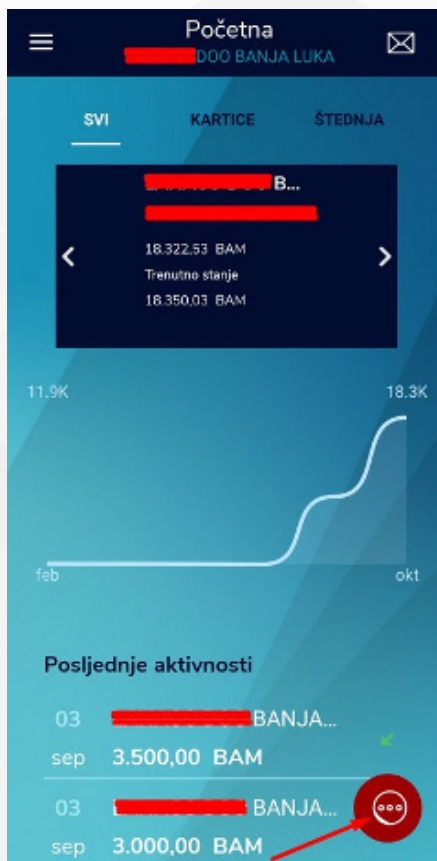 Početna
DOO BANJA LUKA
SVI KARTICE ŠTEDNJA
B...
18.322,53 BAM
Trenutno stanje
18.350,03 BAM
11.9K 18.3K
feb okt
Posljednje aktivnosti
03 BANJA...
sep 3.500,00 BAM
03 BANJA...
sep 3.000,00 BAM